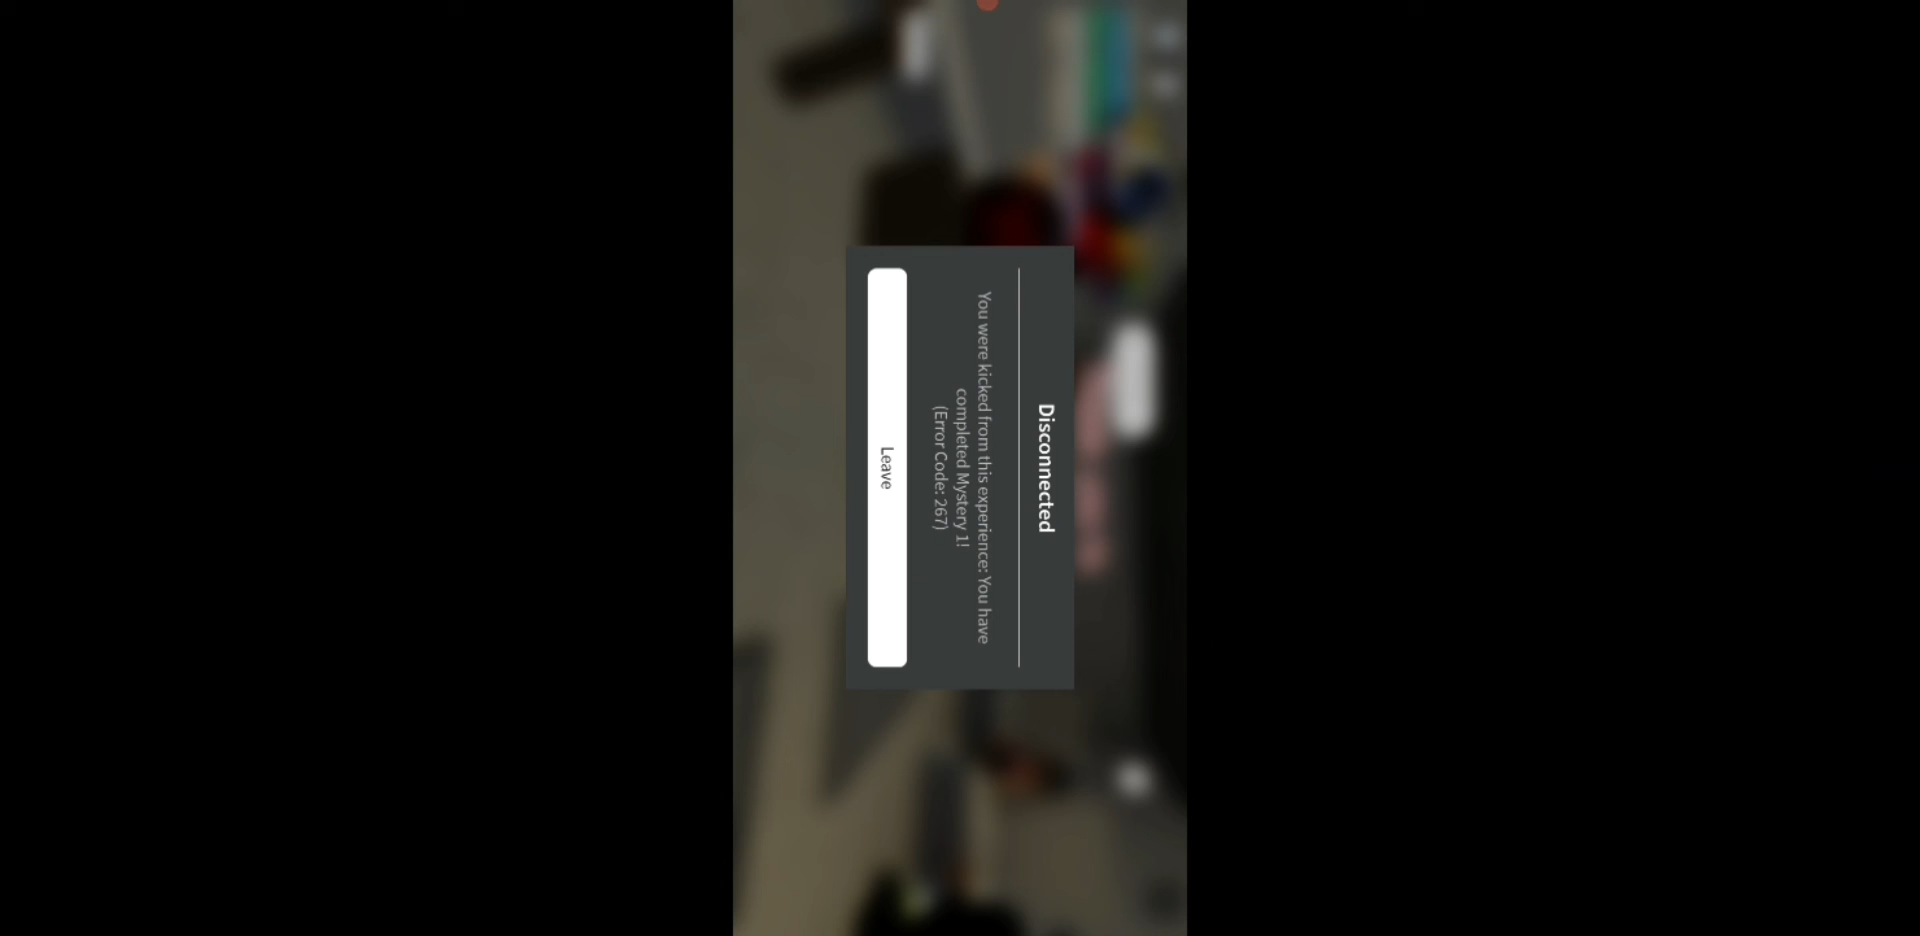 Disconnected
You were kicked from this experience: You have
completed Mystery 1!
(Error Code: 267)
Leave